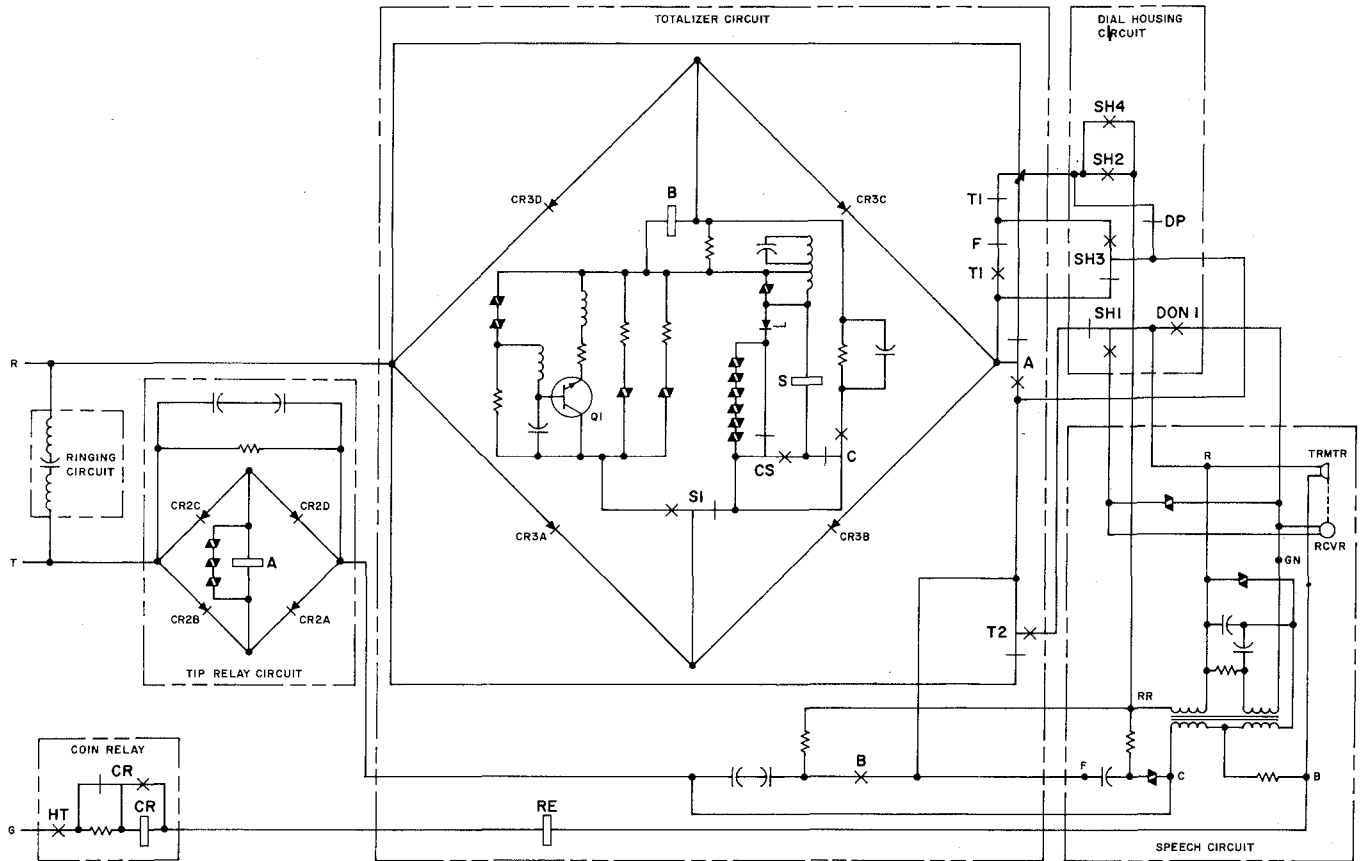 TOTALIZER CIRCUIT
DIAL HOUSING
CIRCUIT
SH4
SH2
CR3D
B
CR3C
T1
DP
F
SH3
T1
SH1
DON 1
L
R
A
S
Q1
C
CS
R
TRMTR
RINGING
CIRCUIT
CR2C
CR2D
S1
CR3A
CR3B
RCVR
T
A
GN
CR2B
CR2A
T2
TIP RELAY CIRCUIT
RR
COIN RELAY
CR
B
F
C
B
HT
CR
RE
G
SPEECH CIRCUIT